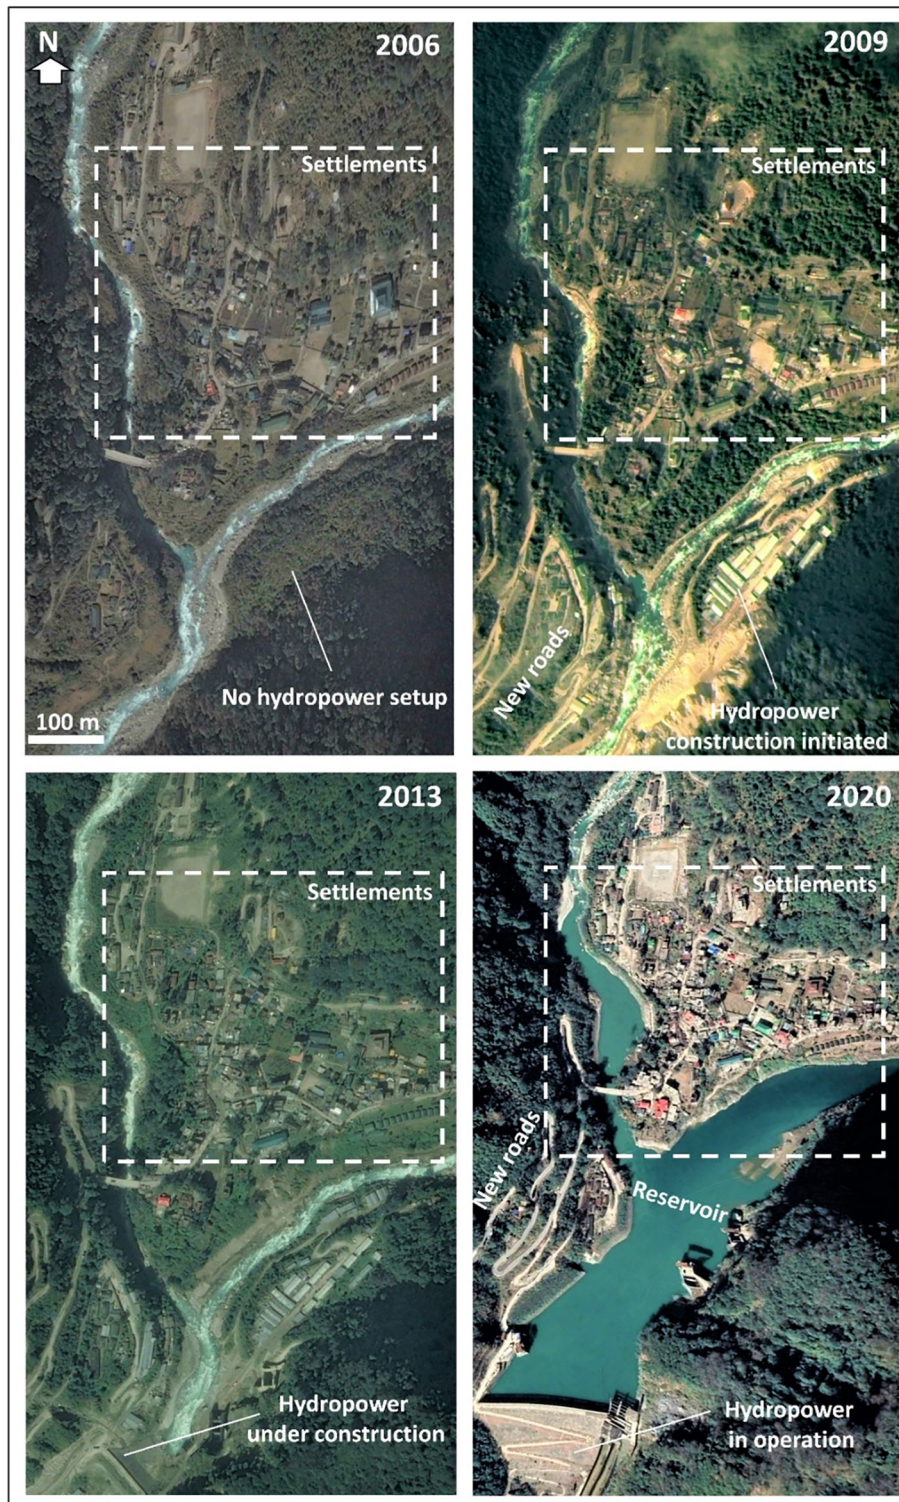 N
2006
Settlements
No hydropower setup
100 m
2009
Settlements
New roads
Hydropower
construction initiated
2013
Settlements
Hydropower
under construction
2020
Settlements
New roads
Reservoir
Hydropower
in operation